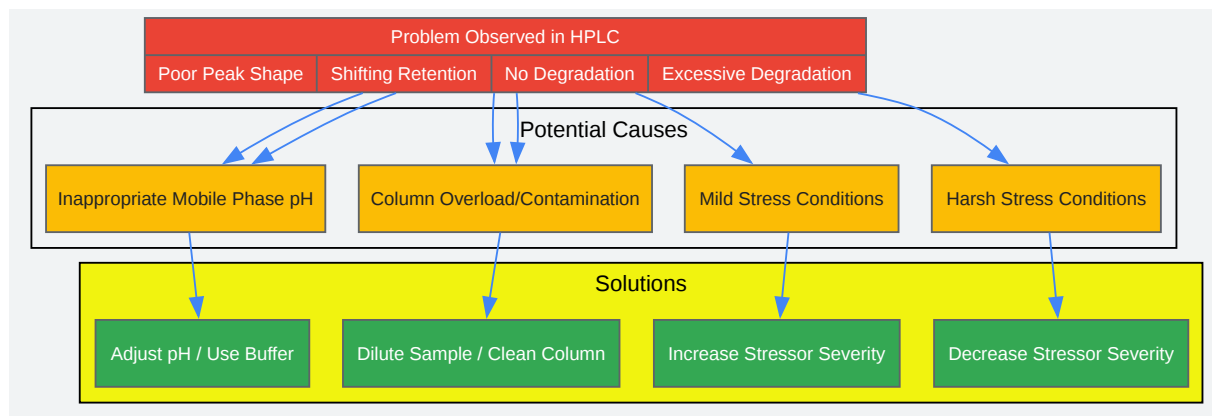 Problem Observed in HPLC
Poor Peak Shape
Shifting Retention
No Degradation
Excessive Degradation
Potential Causes
Inappropriate Mobile Phase pH
Column Overload/Contamination
Mild Stress Conditions
Harsh Stress Conditions
Solutions
Adjust pH / Use Buffer
Dilute Sample / Clean Column
Increase Stressor Severity
Decrease Stressor Severity